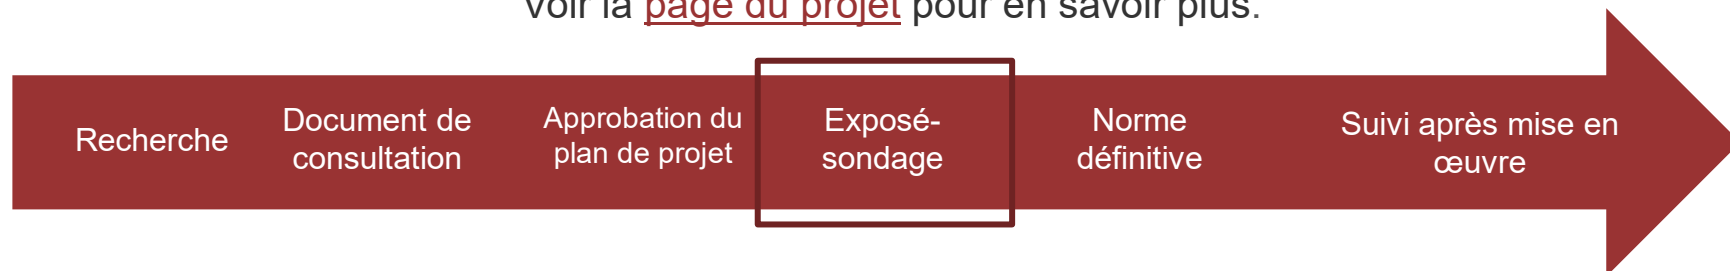 voir la page du projet pour en savoir plus.
Recherche
Document de
consultation
Approbation du
plan de projet
Exposé-
sondage
Norme
définitive
Suivi après mise en
œuvre